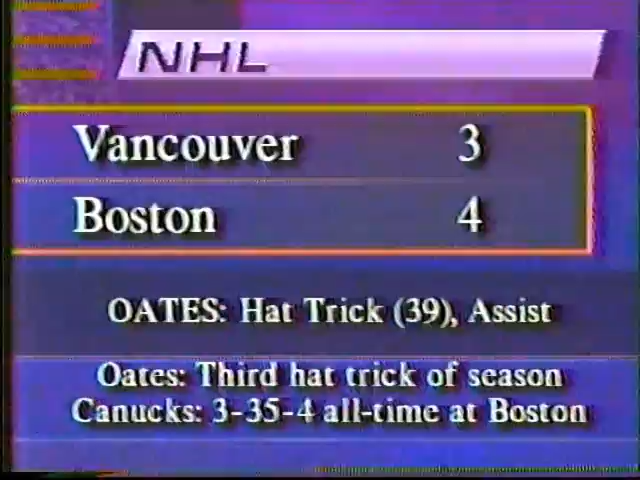 NHL
Vancouver 3
Boston 4
OATES: Hat Trick (39), Assist
Oates: Third hat trick of season
Canucks: 3-35-4 all-time at Boston